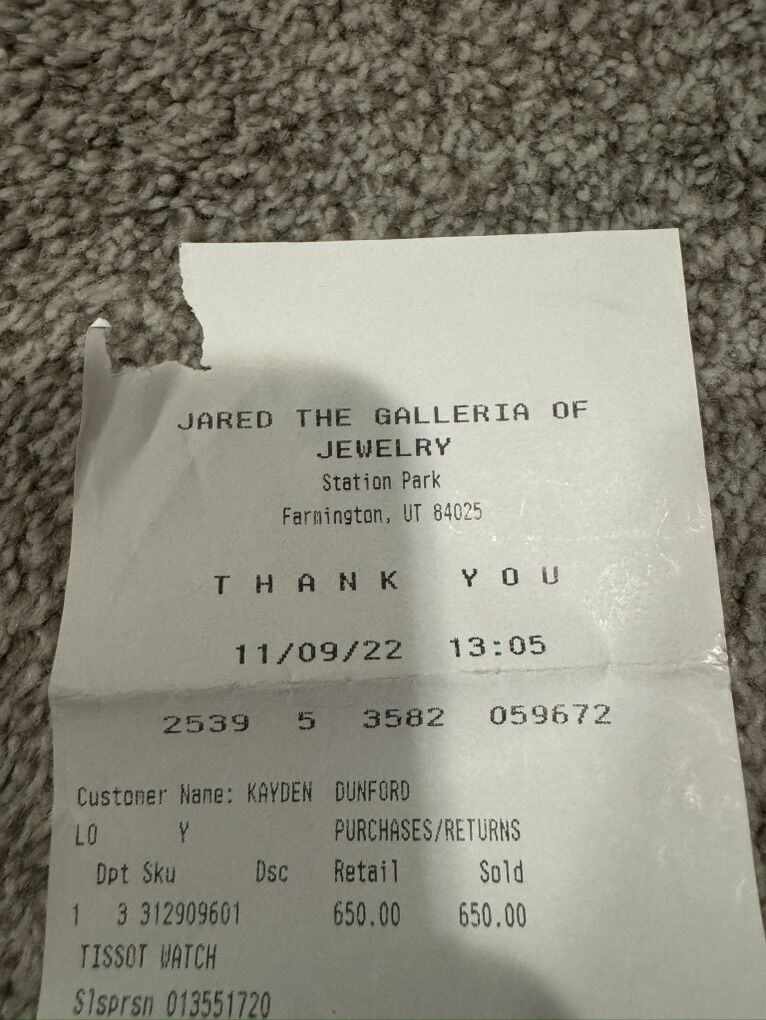 JARED THE GALLERIA OF
JEWELRY
Station Park
Farmington, UT 84025
THANK YOU
11/09/22 13:05
2539 5 3582 059672
Customer Name: KAYDEN DUNFORD
LO Y PURCHASES/RETURNS
Dpt Sku Dsc Retail Sold
1 3 312909601 650.00 650.00
TISSOT WATCH
Slsprsn 013551720